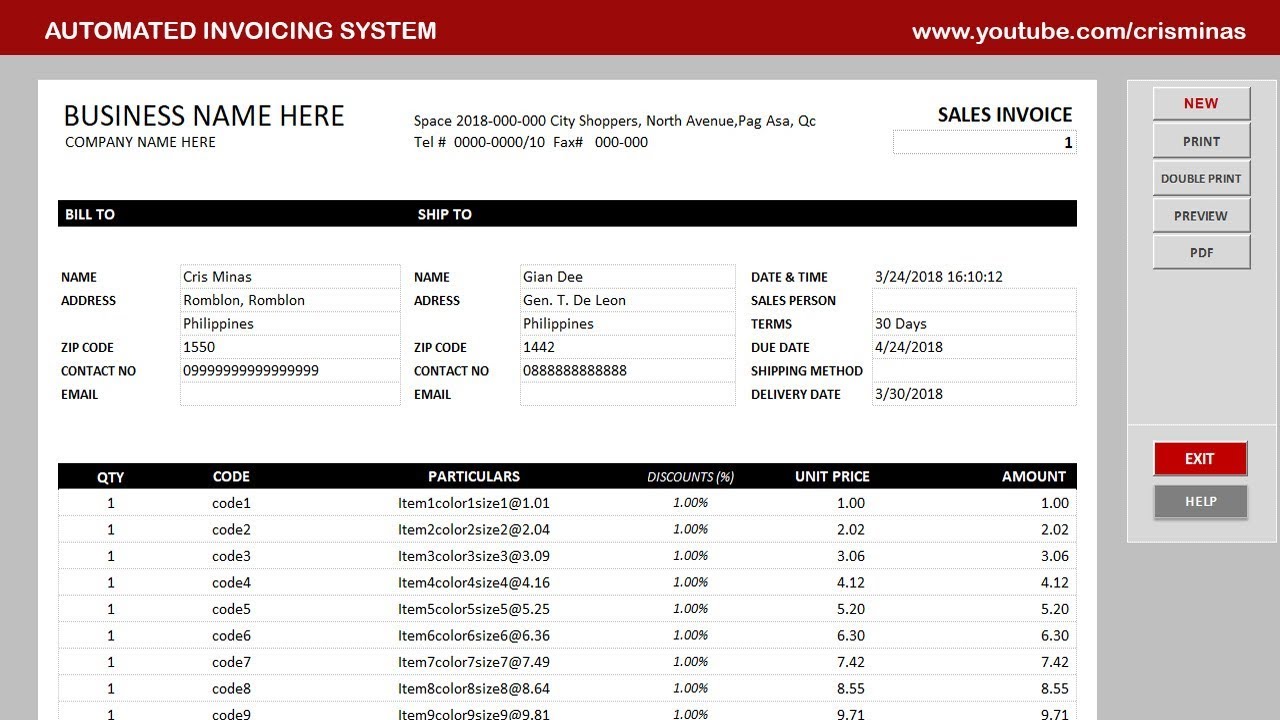 AUTOMATED INVOICING SYSTEM www.youtube.com/crisminas
BUSINESS NAME HERE
COMPANY NAME HERE
Space 2018-000-000 City Shoppers, North Avenue,Pag Asa, Qc
Tel # 0000-0000/10 Fax# 000-000
SALES INVOICE
1
NEW
PRINT
DOUBLE PRINT
PREVIEW
PDF
BILL TO SHIP TO
NAME Cris Minas NAME Gian Dee DATE & TIME 3/24/2018 16:10:12
ADDRESS Romblon, Romblon ADRESS Gen. T. De Leon SALES PERSON
Philippines Philippines TERMS 30 Days
ZIP CODE 1550 ZIP CODE 1442 DUE DATE 4/24/2018
CONTACT NO 09999999999999999 CONTACT NO 0888888888888 SHIPPING METHOD
EMAIL EMAIL DELIVERY DATE 3/30/2018
EXIT
HELP
QTY CODE PARTICULARS DISCOUNTS (%) UNIT PRICE AMOUNT
1 code1 Item1color1size1@1.01 1.00% 1.00 1.00
1 code2 Item2color2size2@2.04 1.00% 2.02 2.02
1 code3 Item3color3size3@3.09 1.00% 3.06 3.06
1 code4 Item4color4size4@4.16 1.00% 4.12 4.12
1 code5 Item5color5size5@5.25 1.00% 5.20 5.20
1 code6 Item6color6size6@6.36 1.00% 6.30 6.30
1 code7 Item7color7size7@7.49 1.00% 7.42 7.42
1 code8 Item8color8size8@8.64 1.00% 8.55 8.55
1 code9 Item9color9size9@9.81 1.00% 9.71 9.71